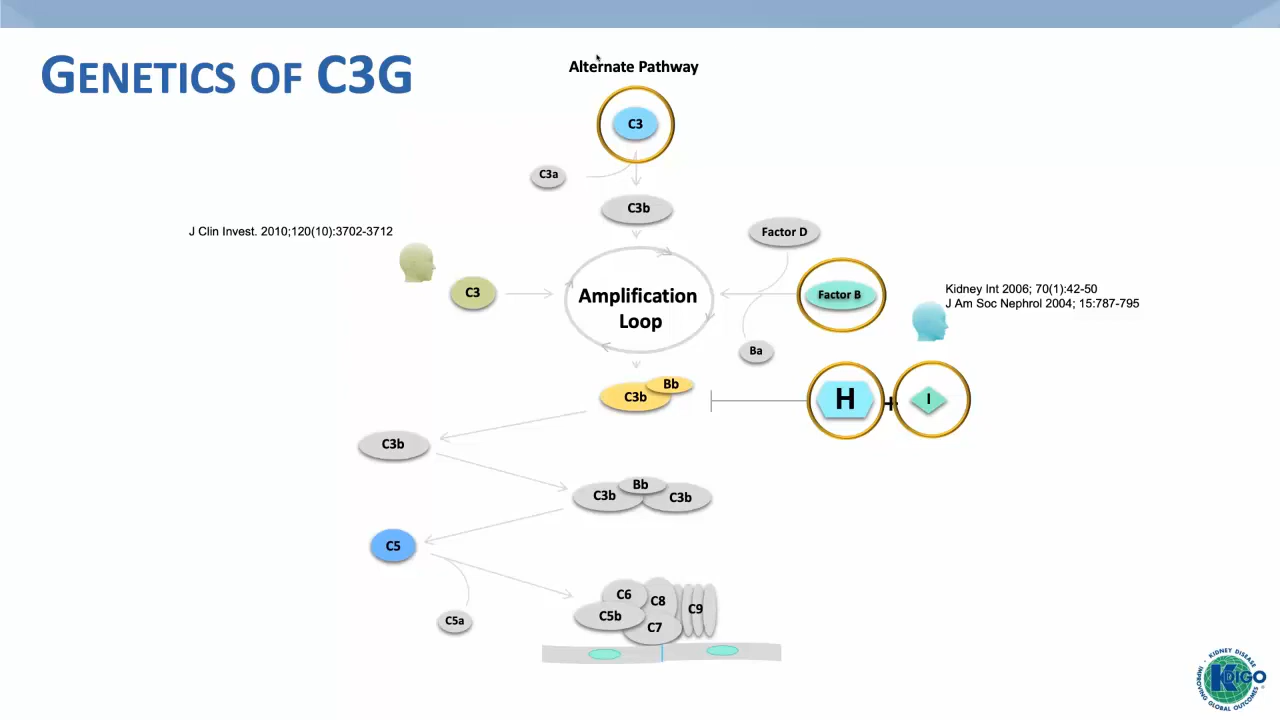 GENETICS OF C3G
Alternate Pathway
C3
C3a
C3b
J Clin Invest. 2010;120(10):3702-3712
Factor D
C3
Amplification
Loop
Factor B
Kidney Int 2006; 70(1):42-50
J Am Soc Nephrol 2004; 15:787-795
Ba
Bb
C3b
H
+
I
C3b
Bb
C3b
C3b
C5
C6
C8
C9
C5b
C7
C5a
KIDNEY DISEASE
KDIGO
IMPROVING GLOBAL OUTCOMES
®